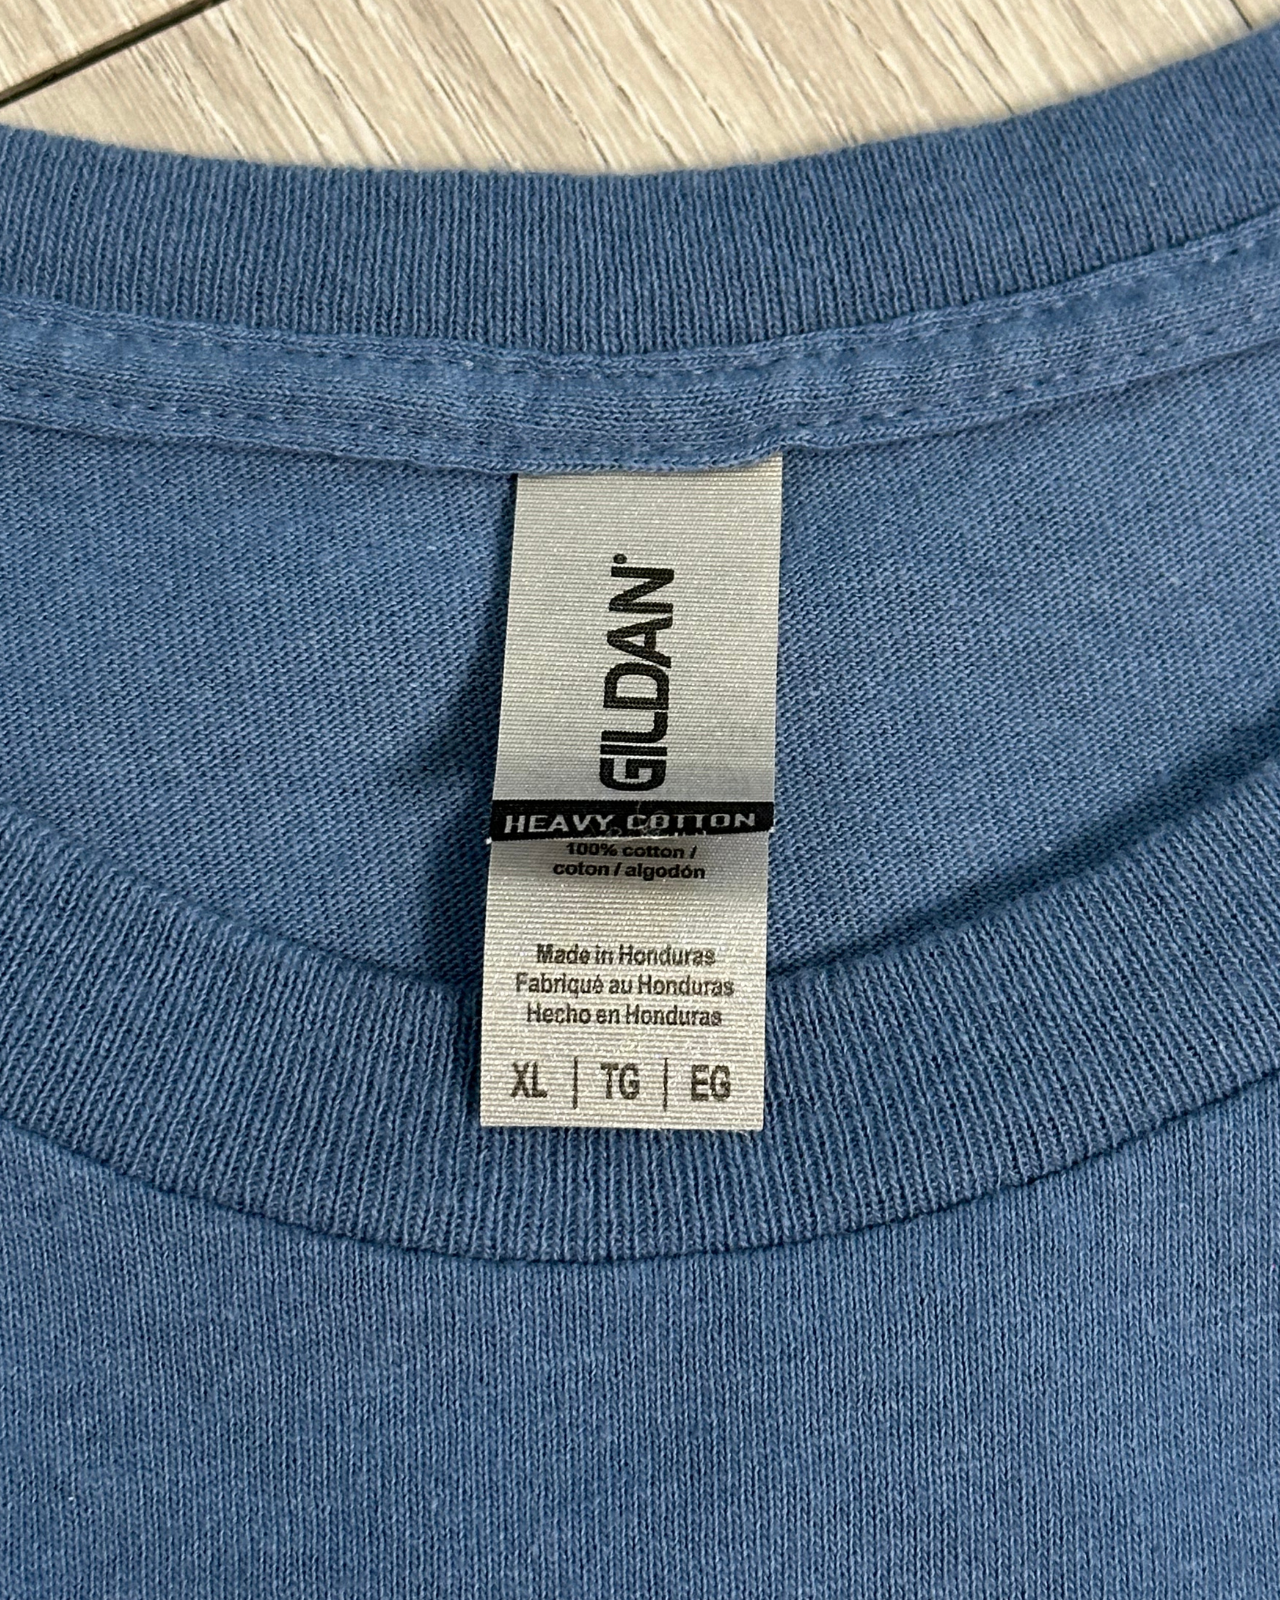 GILDAN®
HEAVY COTTON
100% cotton /
coton / algodón
Made in Honduras
Fabriqué au Honduras
Hecho en Honduras
XL | TG | EG